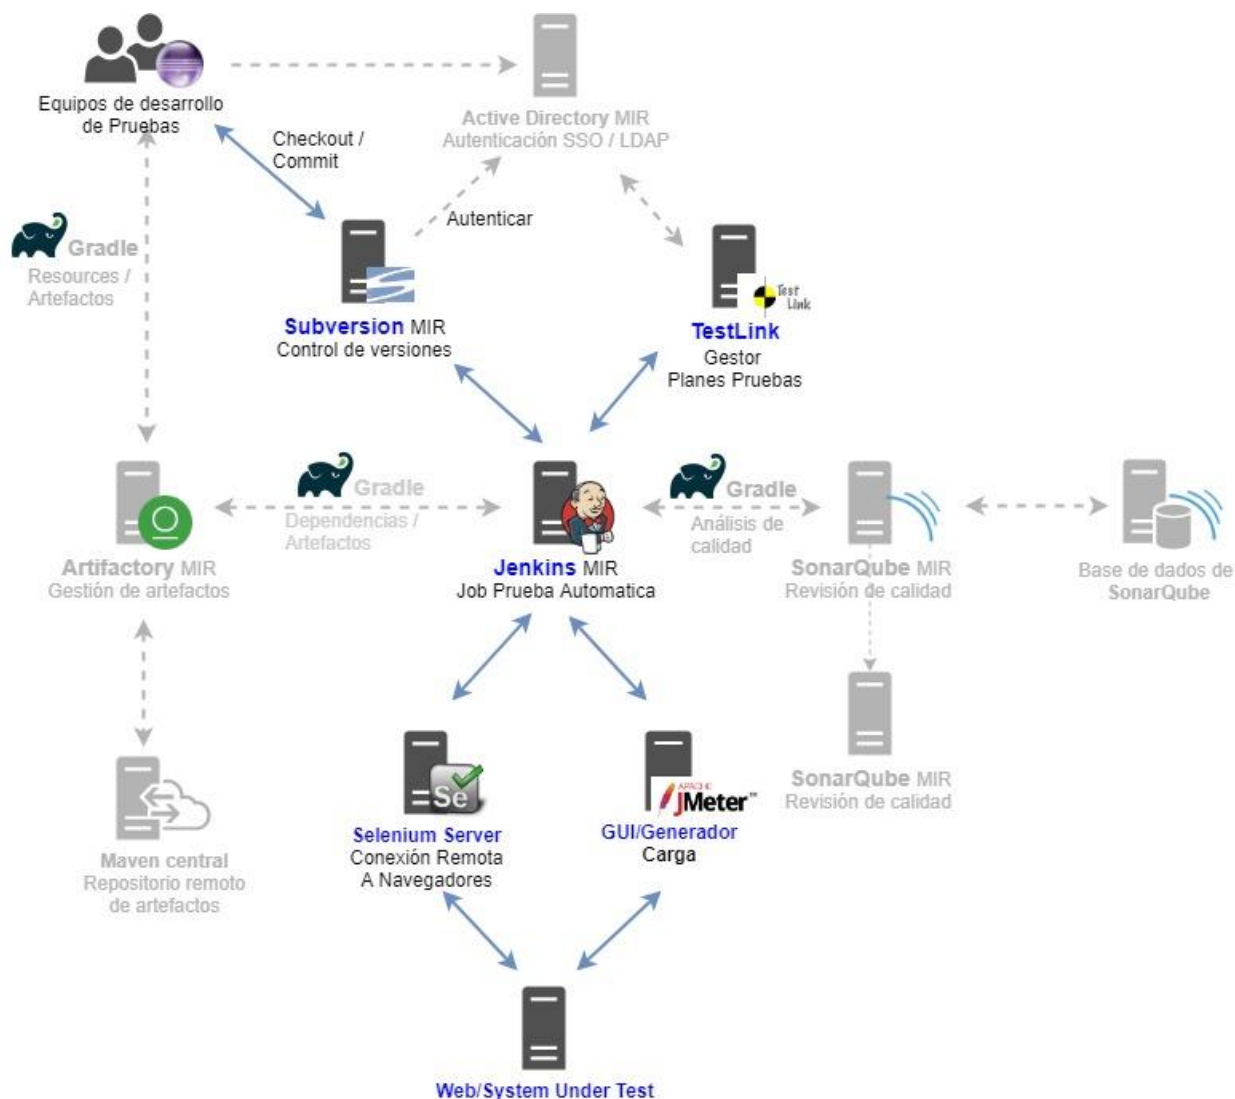 Equipos de desarrollo
de Pruebas
Active Directory MIR
Autenticación SSO / LDAP
Checkout /
Commit
Autenticar
Gradle
Resources /
Artefactos
Subversion MIR
Control de versiones
Test
Link
TestLink
Gestor
Planes Pruebas
Gradle
Dependencias /
Artefactos
Gradle
Análisis de
calidad
Artifactory MIR
Gestión de artefactos
Jenkins MIR
Job Prueba Automatica
SonarQube MIR
Revisión de calidad
Base de dados de
SonarQube
Se
Selenium Server
Conexión Remota
A Navegadores
APACHE
JMeter™
GUI/Generador
Carga
SonarQube MIR
Revisión de calidad
Maven central
Repositorio remoto
de artefactos
Web/System Under Test